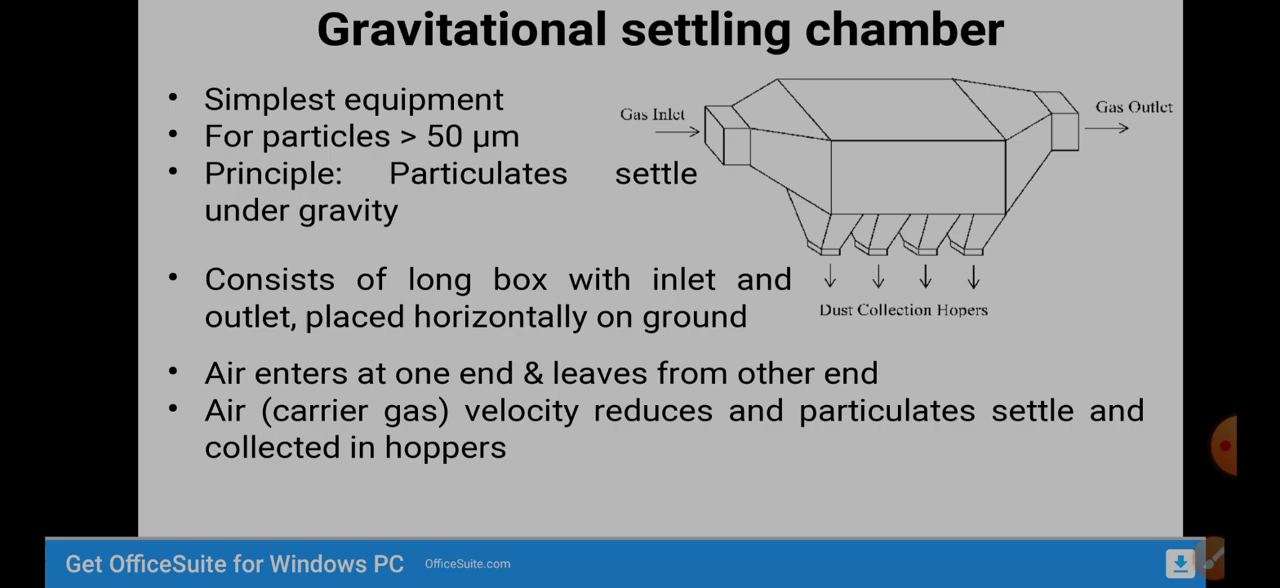 Gravitational settling chamber
• Simplest equipment
• For particles > 50 µm
• Principle: Particulates settle
under gravity
Gas Inlet
Gas Outlet
Dust Collection Hopers
• Consists of long box with inlet and
outlet, placed horizontally on ground
• Air enters at one end & leaves from other end
• Air (carrier gas) velocity reduces and particulates settle and
collected in hoppers
Get OfficeSuite for Windows PC OfficeSuite.com